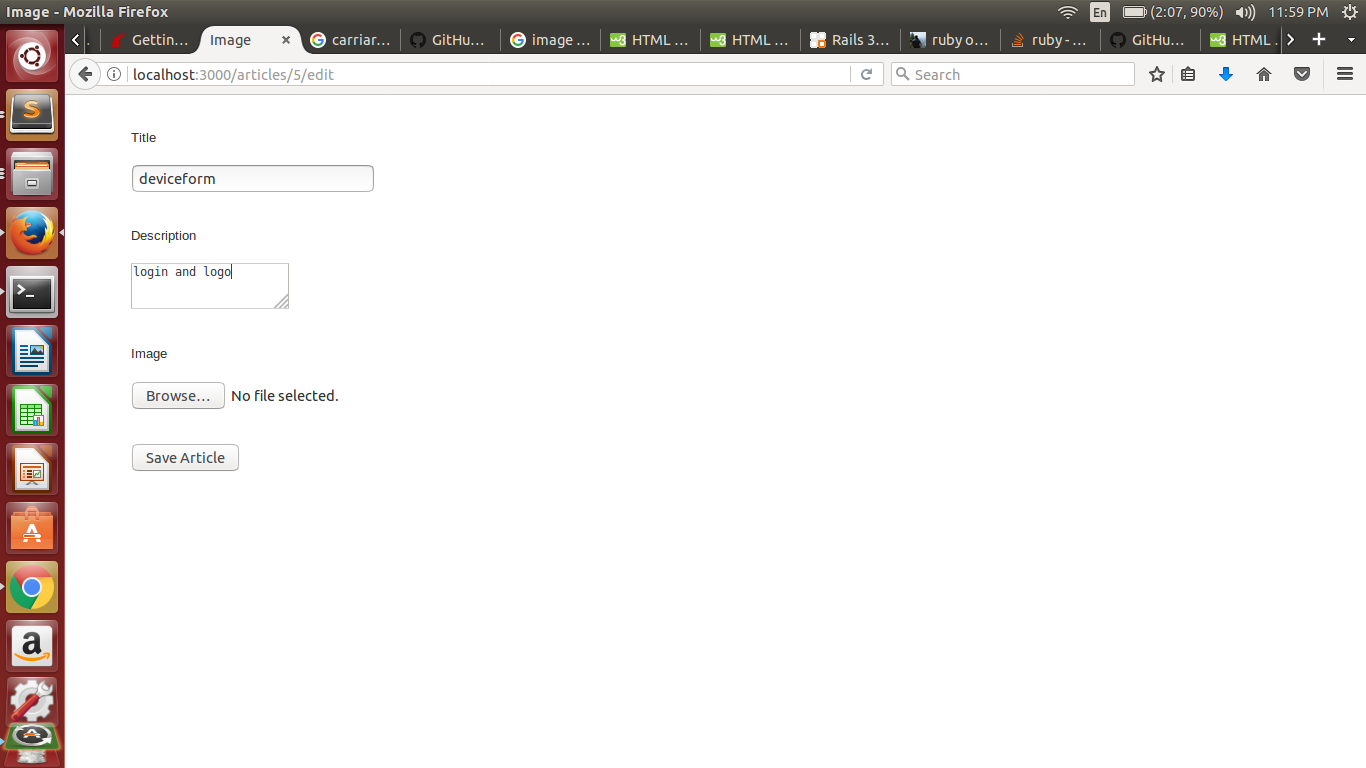 Image - Mozilla Firefox
En
(2:07, 90%)
11:59 PM
Gettin...
Image
carriar...
GitHu...
image ...
HTML ...
HTML ...
Rails 3...
ruby o...
ruby - ...
GitHu...
HTML ...
localhost:3000/articles/5/edit
Search
Title
deviceform
Description
login and logo
Image
Browse...
No file selected.
Save Article